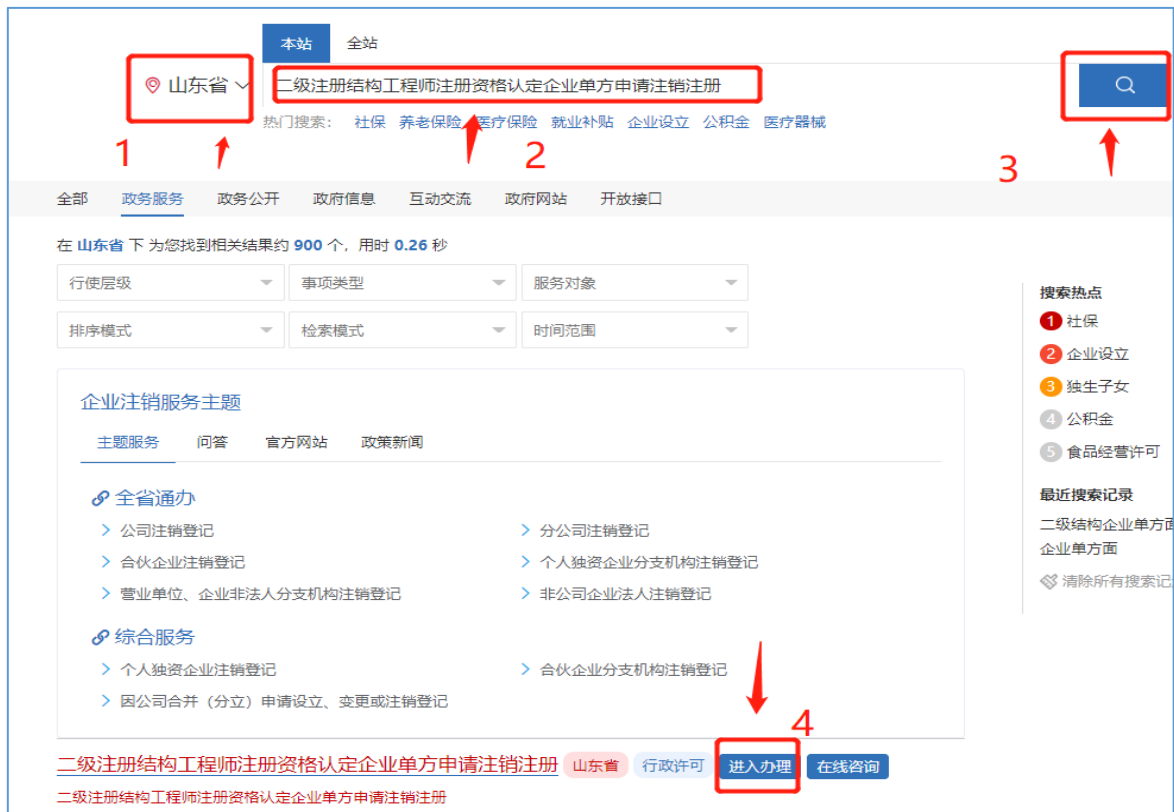 本站 全站
山东省
二级注册结构工程师注册资格认定企业单方申请注销注册
热门搜索： 社保 养老保险 医疗保险 就业补贴 企业设立 公积金 医疗器械
1
2
3
全部 政务服务 政务公开 政府信息 互动交流 政府网站 开放接口
在 山东省 下 为您找到相关结果约 900 个，用时 0.26 秒
行使层级 事项类型 服务对象
排序模式 检索模式 时间范围
搜索热点
1 社保
2 企业设立
3 独生子女
4 公积金
5 食品经营许可
最近搜索记录
二级结构企业单方面
企业单方面
清除所有搜索记
企业注销服务主题
主题服务 问答 官方网站 政策新闻
全省通办
公司注销登记 分公司注销登记
合伙企业注销登记 个人独资企业分支机构注销登记
营业单位、企业非法人分支机构注销登记 非公司企业法人注销登记
综合服务
个人独资企业注销登记 合伙企业分支机构注销登记
因公司合并（分立）申请设立、变更或注销登记
4
二级注册结构工程师注册资格认定企业单方申请注销注册 山东省 行政许可 进入办理 在线咨询
二级注册结构工程师注册资格认定企业单方申请注销注册